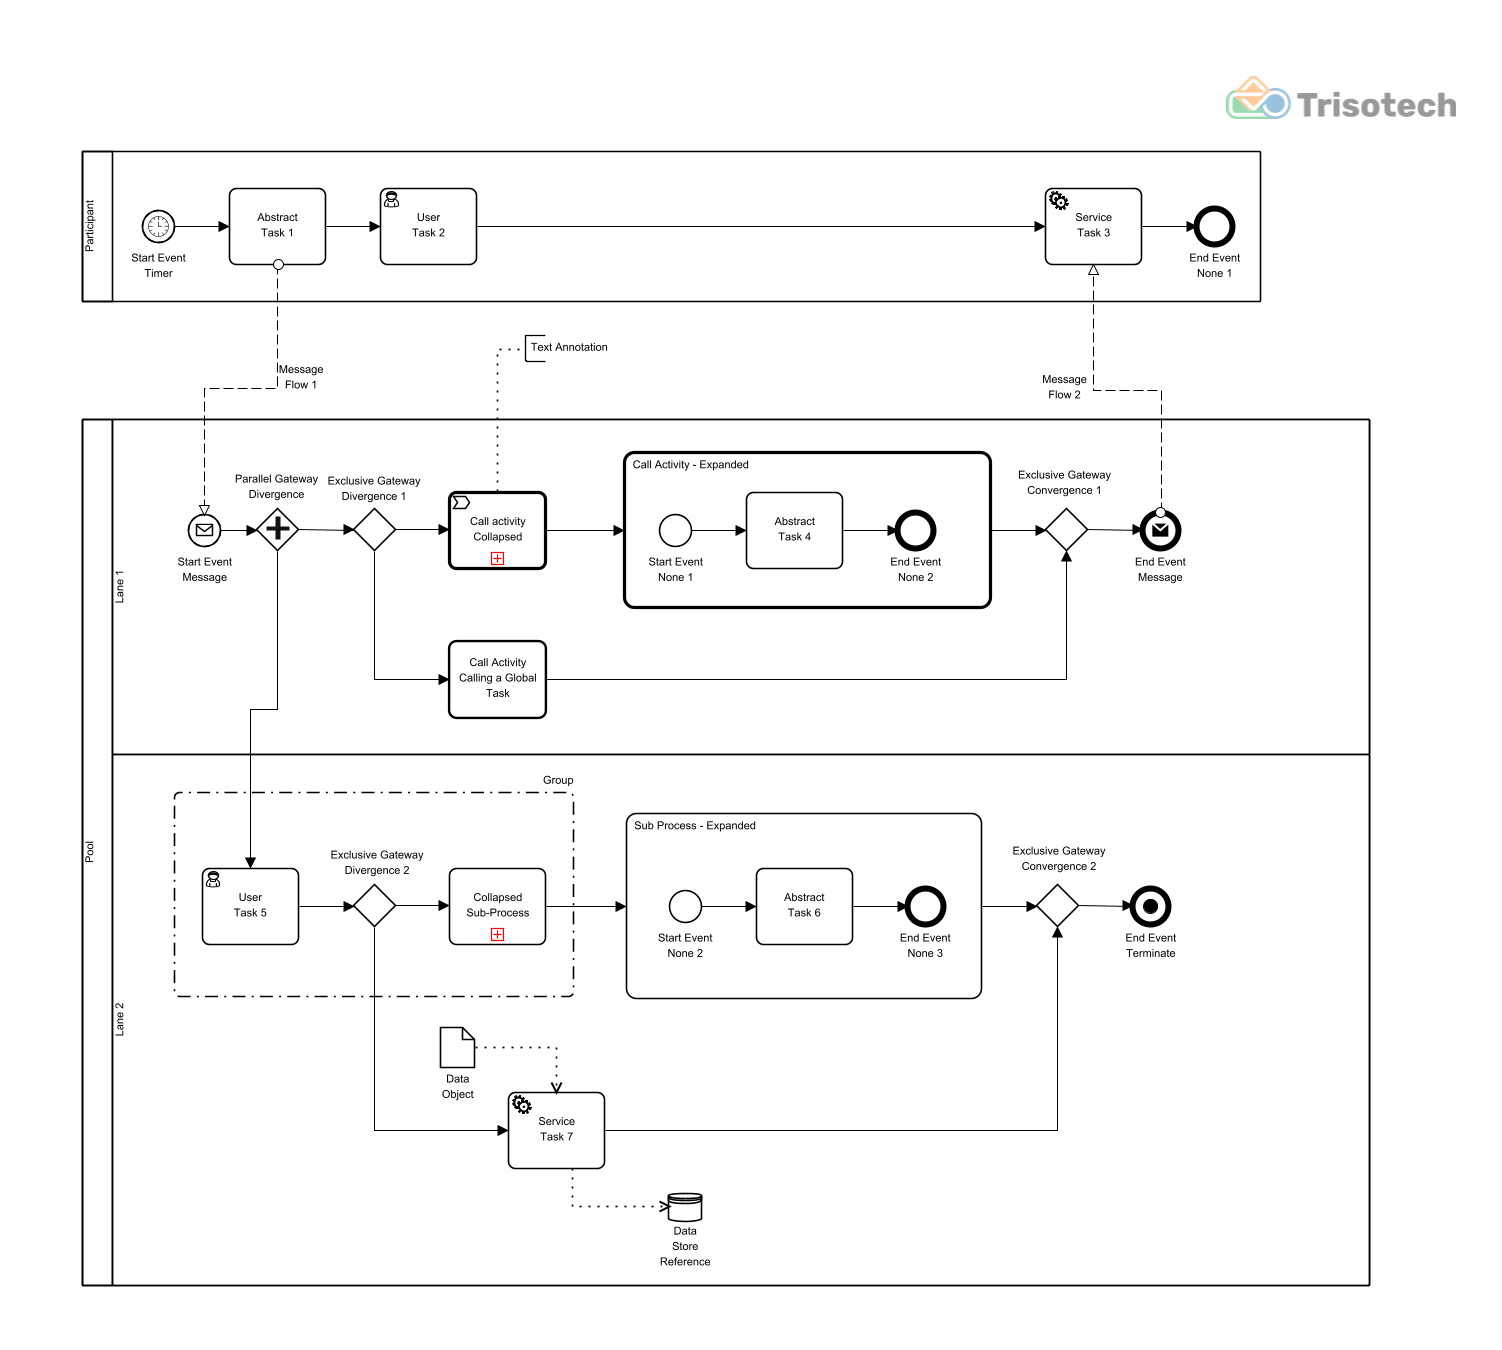 Trisotech
Participant
Start Event
Timer
Abstract
Task 1
User
Task 2
Service
Task 3
End Event
None 1
Message
Flow 1
Text Annotation
Message
Flow 2
Pool
Lane 1
Start Event
Message
Parallel Gateway
Divergence
Exclusive Gateway
Divergence 1
Call activity
Collapsed
Call Activity - Expanded
Start Event
None 1
Abstract
Task 4
End Event
None 2
Exclusive Gateway
Convergence 1
End Event
Message
Call Activity
Calling a Global
Task
Lane 2
Group
User
Task 5
Exclusive Gateway
Divergence 2
Collapsed
Sub-Process
Sub Process - Expanded
Start Event
None 2
Abstract
Task 6
End Event
None 3
Exclusive Gateway
Convergence 2
End Event
Terminate
Data
Object
Service
Task 7
Data
Store
Reference